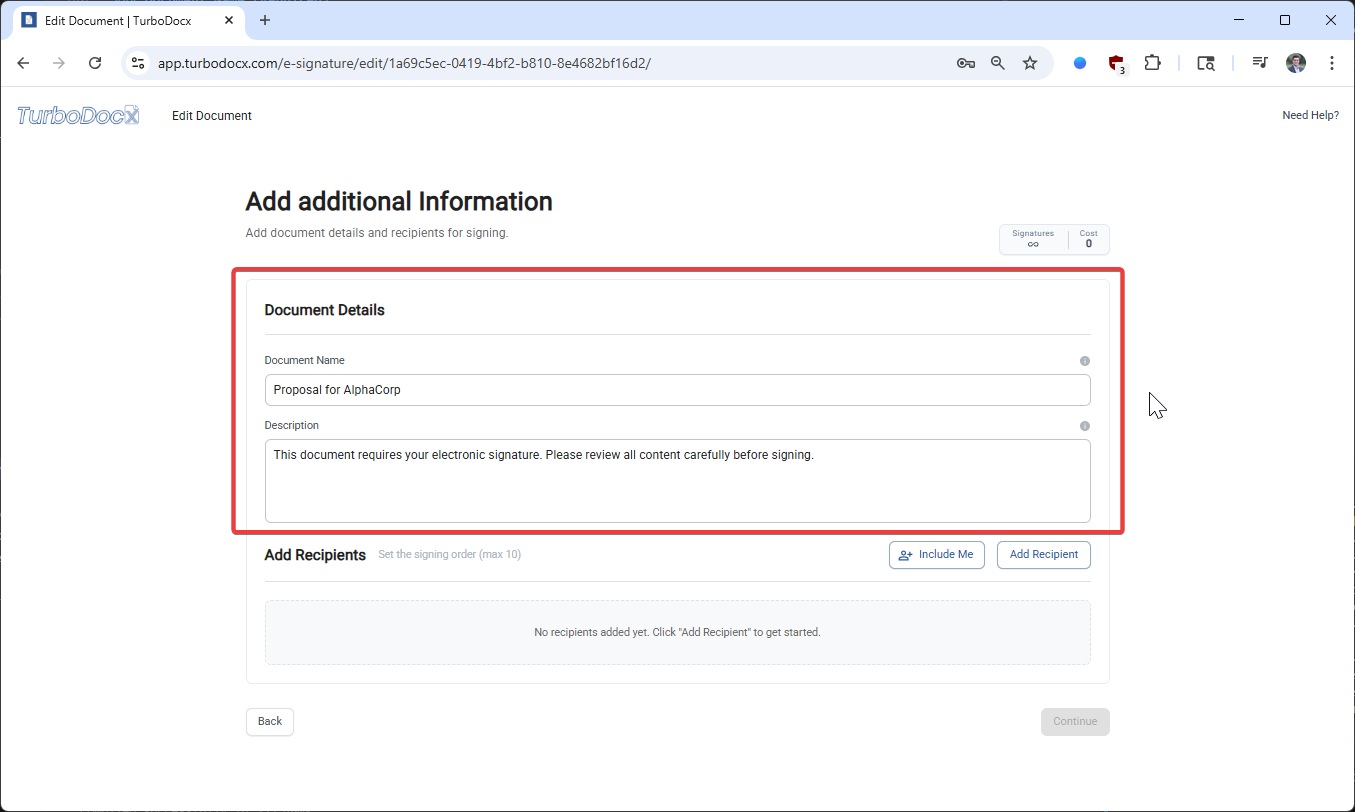 Edit Document | TurboDocx
app.turbodocx.com/e-signature/edit/1a69c5ec-0419-4bf2-b810-8e4682bf16d2/
3
TurboDocx
Edit Document
Need Help?
Add additional Information
Add document details and recipients for signing.
Signatures
∞
Cost
0
Document Details
Document Name
Proposal for AlphaCorp
Description
This document requires your electronic signature. Please review all content carefully before signing.
Add Recipients
Set the signing order (max 10)
Include Me
Add Recipient
No recipients added yet. Click "Add Recipient" to get started.
Back
Continue